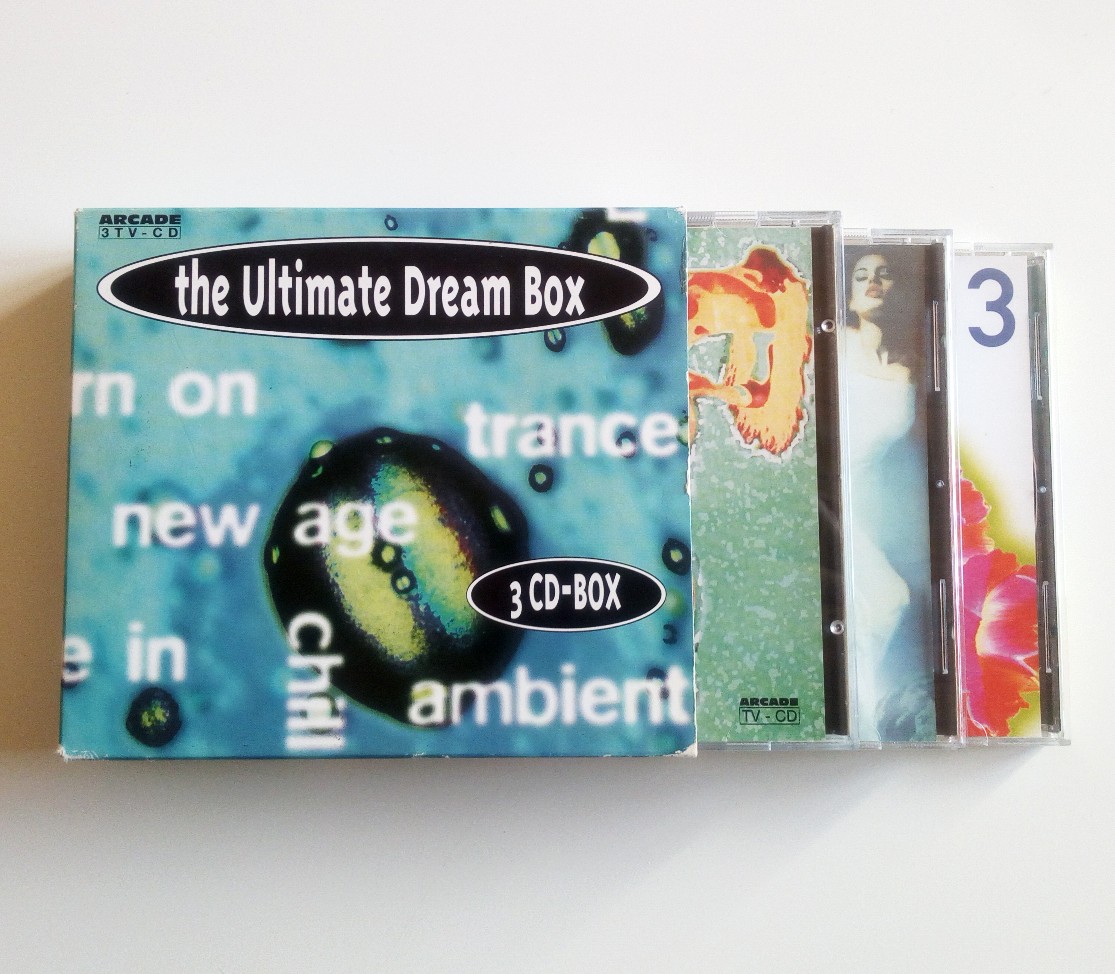 ARCADE
3 TV-CD
the Ultimate Dream Box
3
rn on
trance
new age
3 CD-BOX
e in
chill
ambient
ARCADE
TV-CD